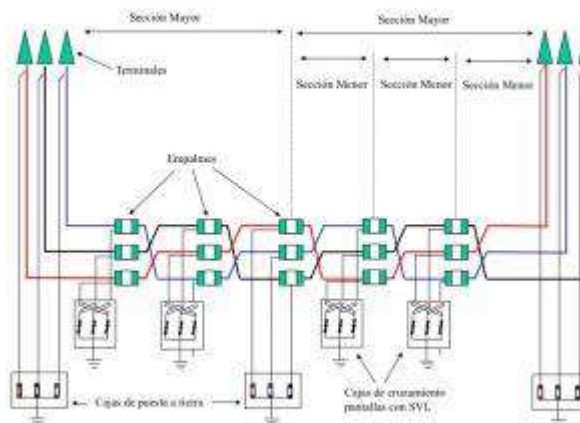 Sección Mayor
Sección Mayor
Terminales
Sección Menor
Sección Menor
Sección Menor
Empalmes
Cajas de puesta a tierra
Cajas de cruzamiento
pantallas con SVL